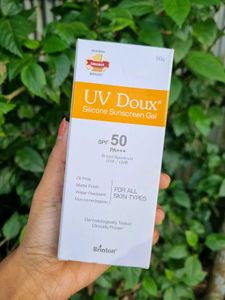 50g
UV Doux®
Silicone Sunscreen Gel
SPF 50
PA+++
Broad Spectrum
UVA / UVB
Oil Free
Matte Finish
Water Resistant
Non-comedogenic
FOR ALL
SKIN TYPES
Dermatologically Tested
Clinically Proven
Brinton®